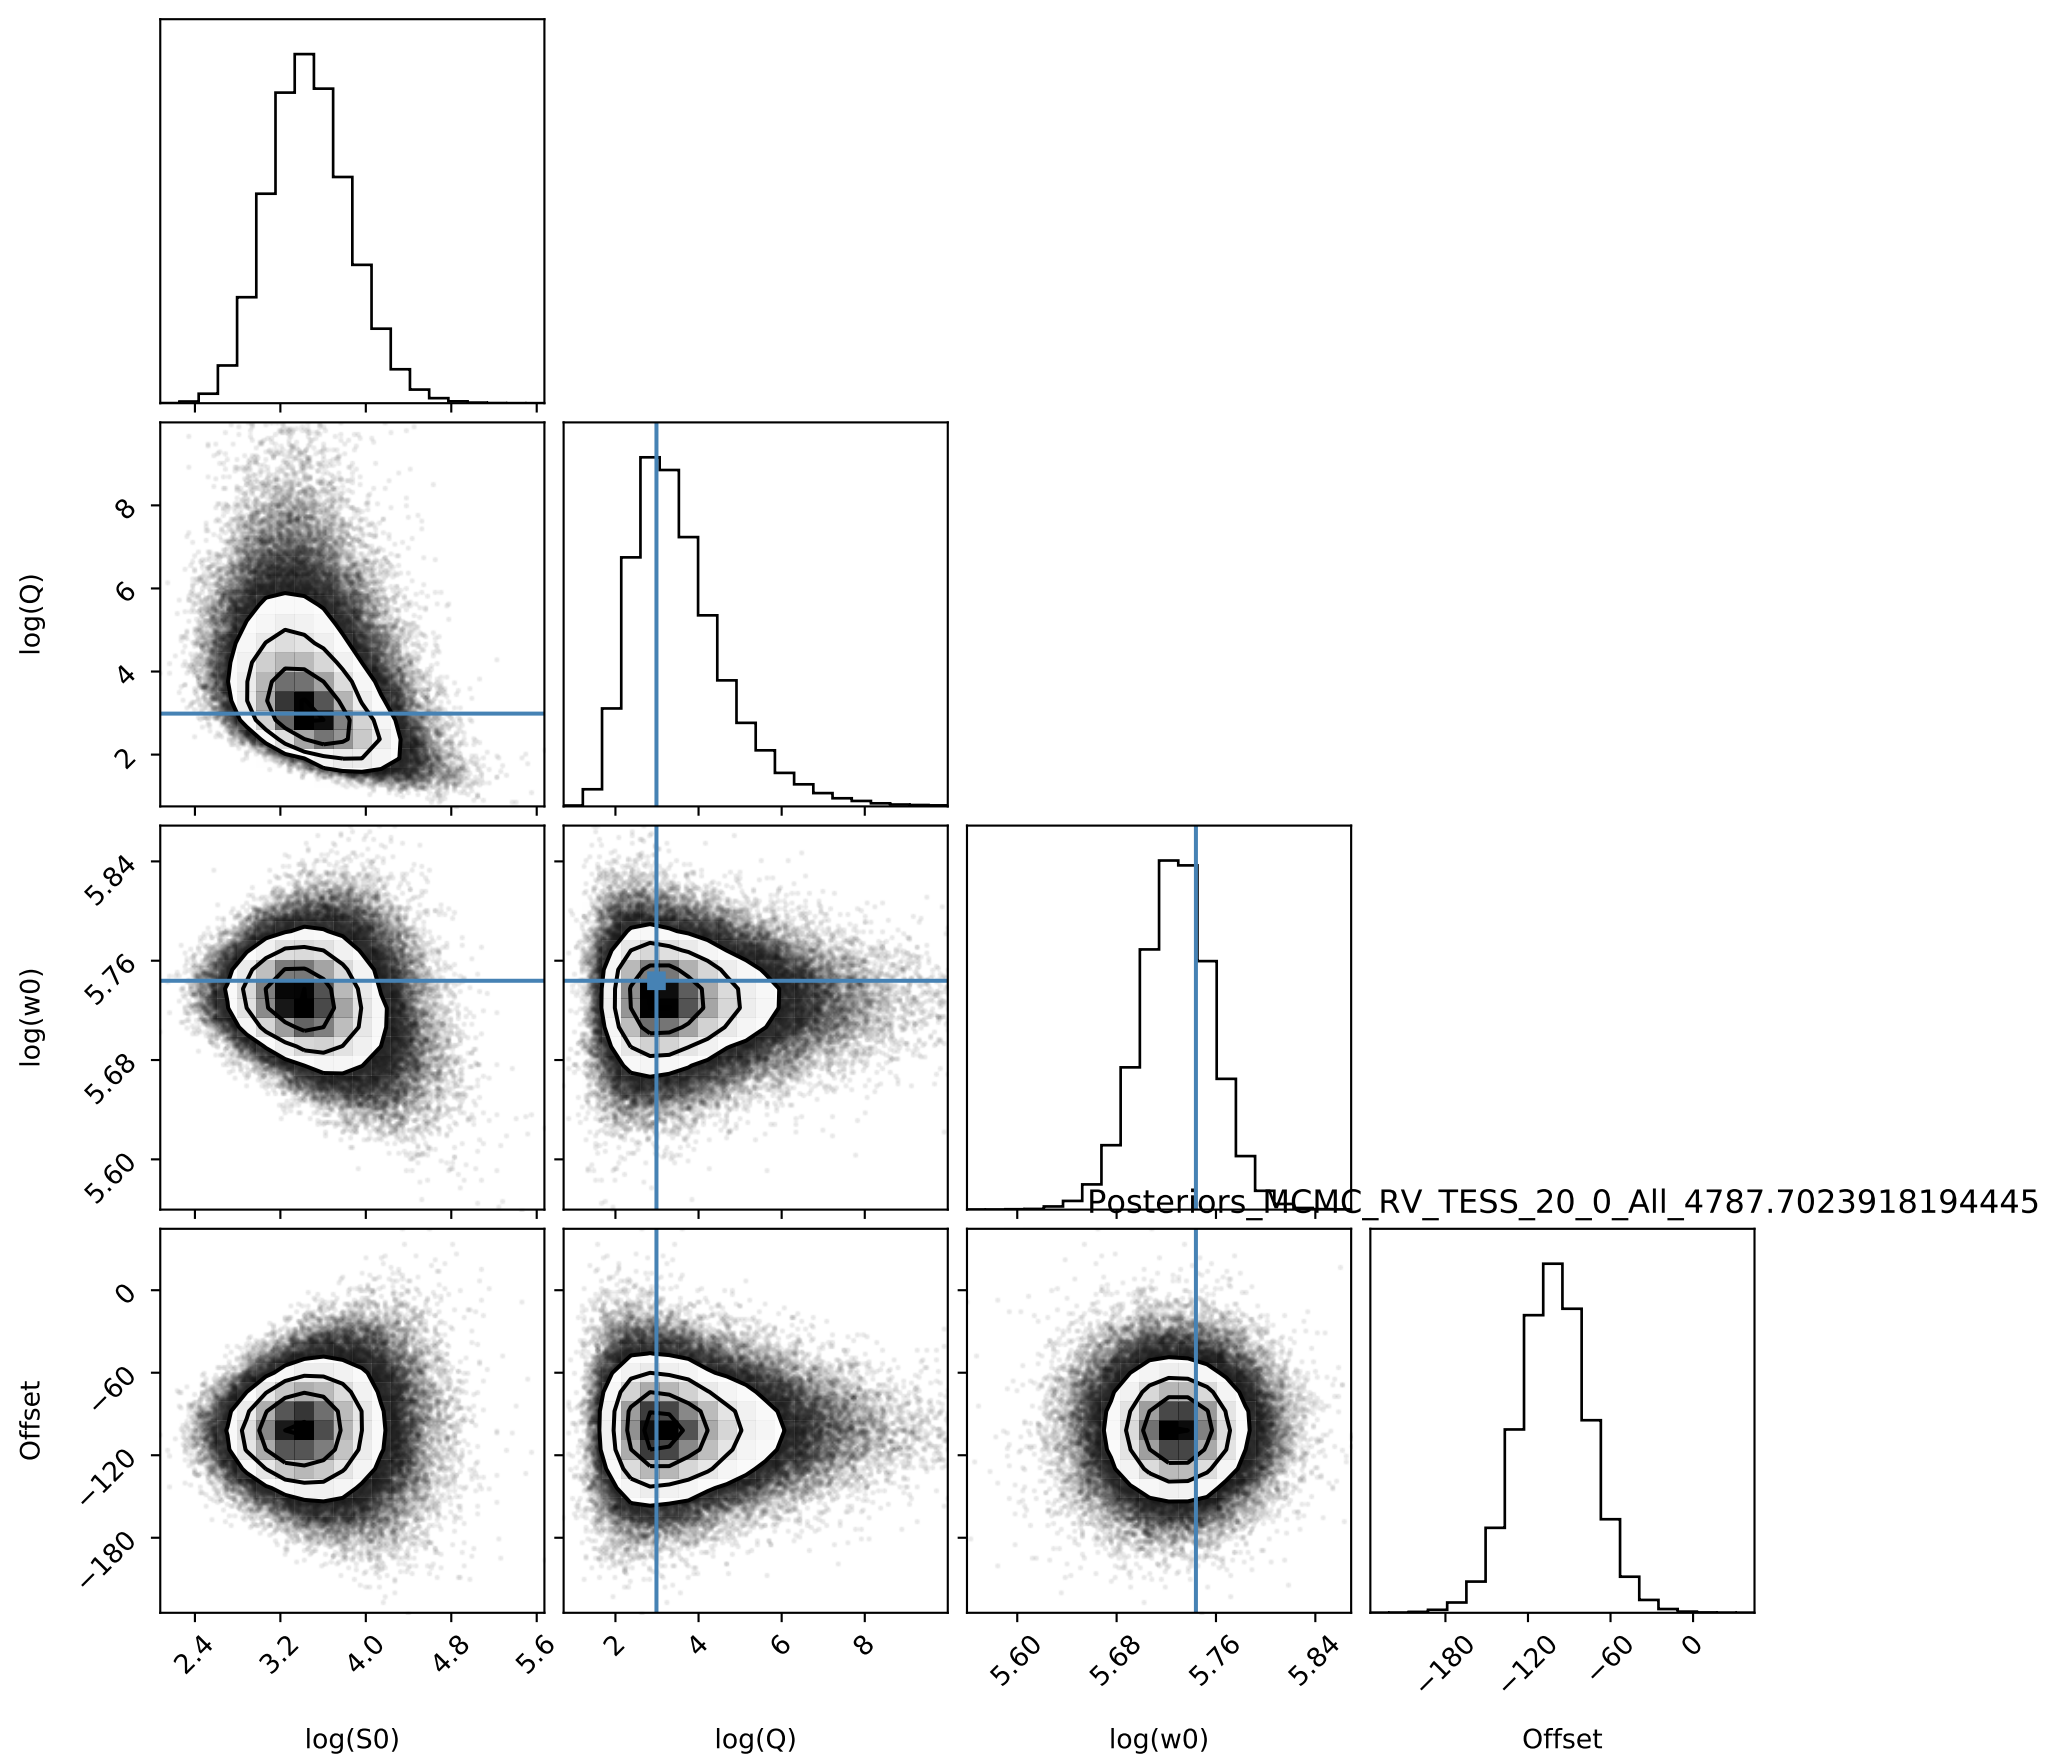 8
6
4
2
log(Q)
5.84
5.76
5.68
5.60
log(w0)
Posteriors_MCMC_RV_TESS_20_0_All_4787.7023918194445
0
−60
−120
−180
Offset
2.4 3.2 4.0 4.8 5.6
2 4 6 8
5.60 5.68 5.76 5.84
−180 −120 −60 0
log(S0) log(Q) log(w0) Offset